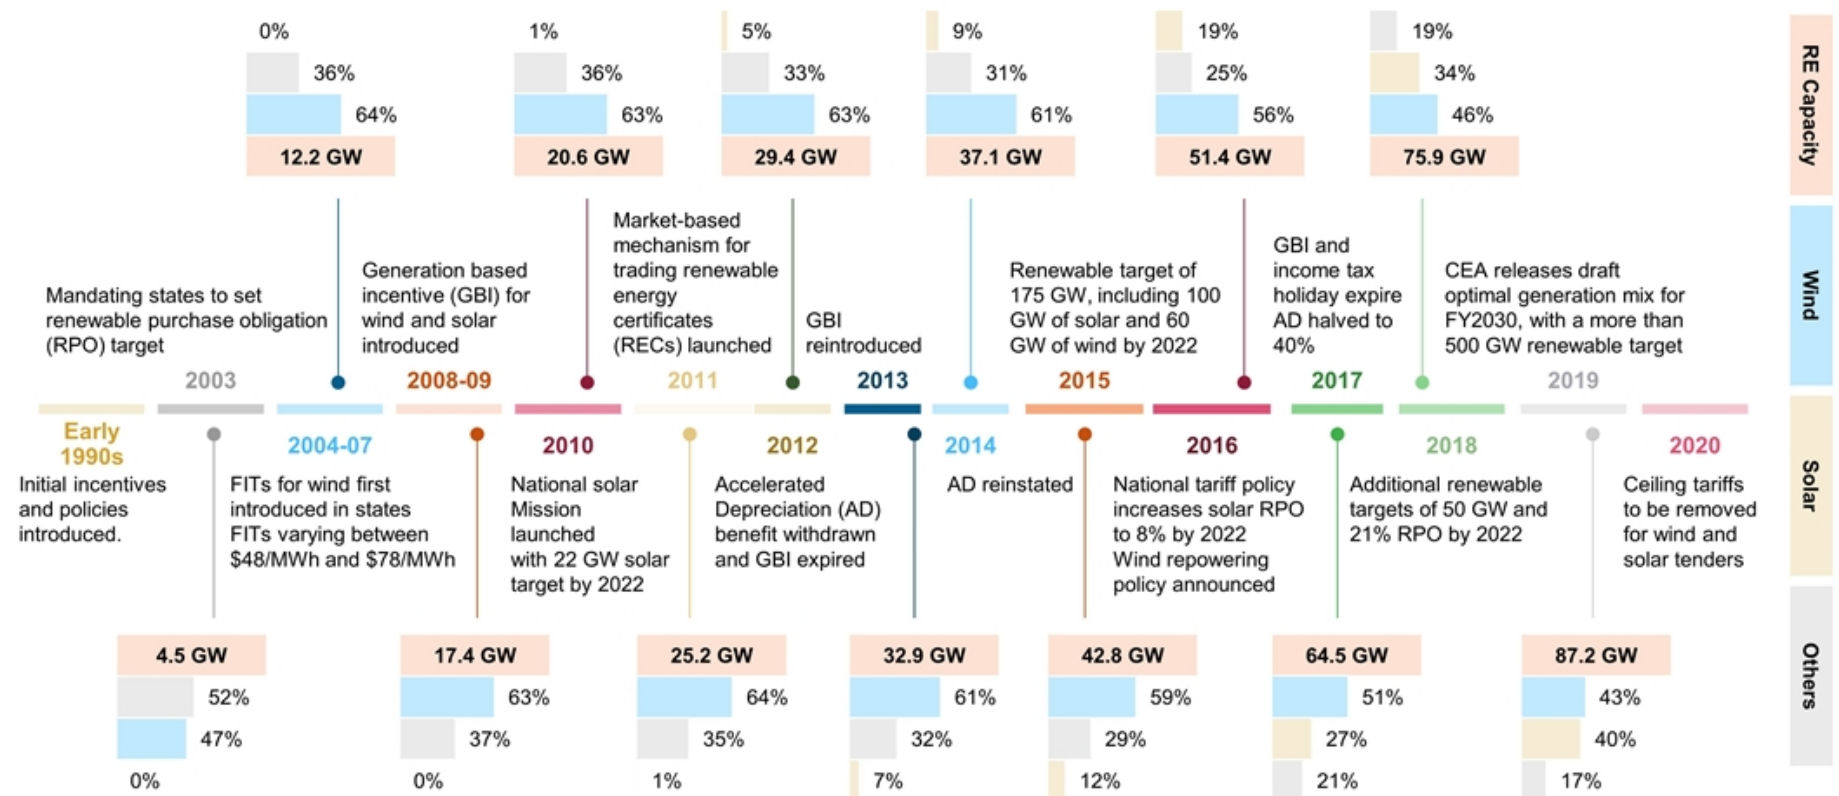 0%
36%
64%
12.2 GW
1%
36%
63%
20.6 GW
5%
33%
63%
29.4 GW
9%
31%
61%
37.1 GW
19%
25%
56%
51.4 GW
19%
34%
46%
75.9 GW
RE Capacity
Wind
Solar
Others
Mandating states to set
renewable purchase obligation
(RPO) target
2003
Generation based
incentive (GBI) for
wind and solar
introduced
2008-09
Market-based
mechanism for
trading renewable
energy
certificates
(RECs) launched
2011
GBI
reintroduced
2013
Renewable target of
175 GW, including 100
GW of solar and 60
GW of wind by 2022
2015
GBI and
income tax
holiday expire
AD halved to
40%
2017
CEA releases draft
optimal generation mix for
FY2030, with a more than
500 GW renewable target
2019
Early
1990s
Initial incentives
and policies
introduced.
2004-07
FITs for wind first
introduced in states
FITs varying between
$48/MWh and $78/MWh
2010
National solar
Mission
launched
with 22 GW solar
target by 2022
2012
Accelerated
Depreciation (AD)
benefit withdrawn
and GBI expired
2014
AD reinstated
2016
National tariff policy
increases solar RPO
to 8% by 2022
Wind repowering
policy announced
2018
Additional renewable
targets of 50 GW and
21% RPO by 2022
2020
Ceiling tariffs
to be removed
for wind and
solar tenders
4.5 GW
52%
47%
0%
17.4 GW
63%
37%
0%
25.2 GW
64%
35%
1%
32.9 GW
61%
32%
7%
42.8 GW
59%
29%
12%
64.5 GW
51%
27%
21%
87.2 GW
43%
40%
17%